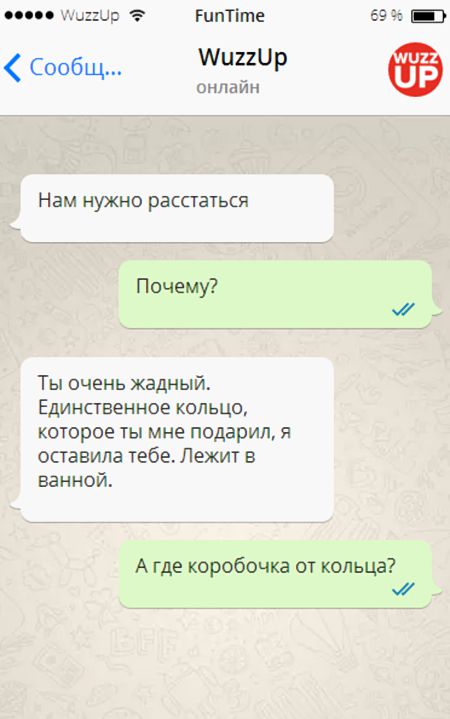 WuzzUp FunTime 69 %
Сообщ... WuzzUp WUZZ
онлайн UP
Нам нужно расстаться
Почему?
Ты очень жадный.
Единственное кольцо,
которое ты мне подарил, я
оставила тебе. Лежит в
ванной.
А где коробочка от кольца?
BFF